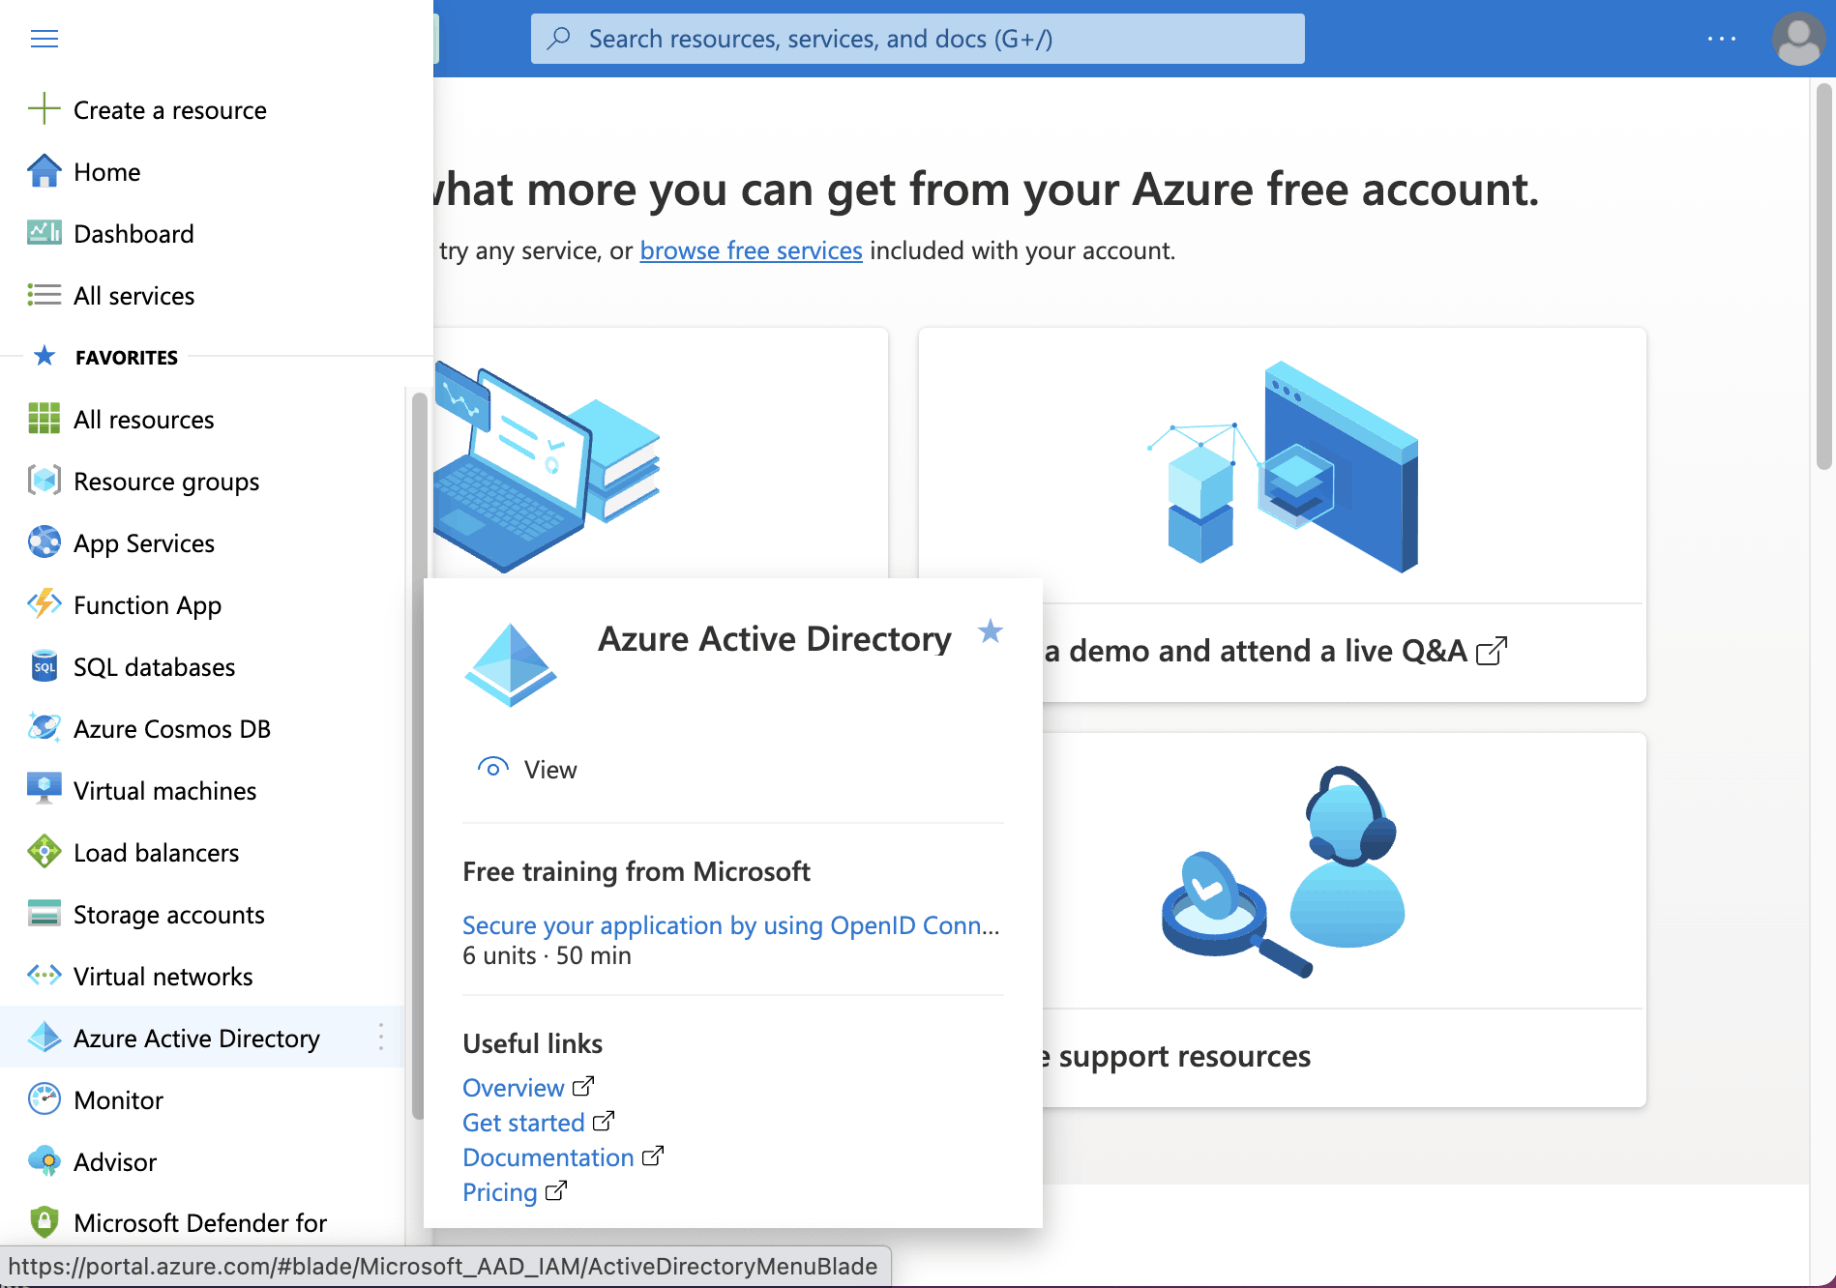 Search resources, services, and docs (G+/)
Create a resource
Home
Dashboard
All services
FAVORITES
All resources
Resource groups
App Services
Function App
SQL
SQL databases
Azure Cosmos DB
Virtual machines
Load balancers
Storage accounts
Virtual networks
Azure Active Directory
Monitor
Advisor
Microsoft Defender for
what more you can get from your Azure free account.
try any service, or browse free services included with your account.
a demo and attend a live Q&A
e support resources
Azure Active Directory
View
Free training from Microsoft
Secure your application by using OpenID Conn...
6 units · 50 min
Useful links
Overview
Get started
Documentation
Pricing
https://portal.azure.com/#blade/Microsoft_AAD_IAM/ActiveDirectoryMenuBlade